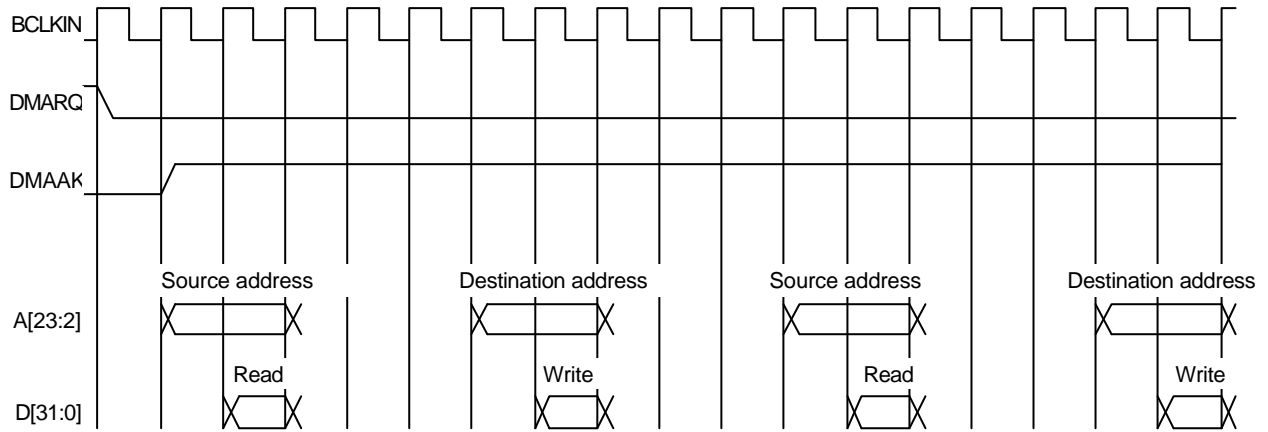 BCLKIN
DMARQ
DMAAK
Source address Destination address Source address Destination address
A[23:2]
Read Write Read Write
D[31:0]